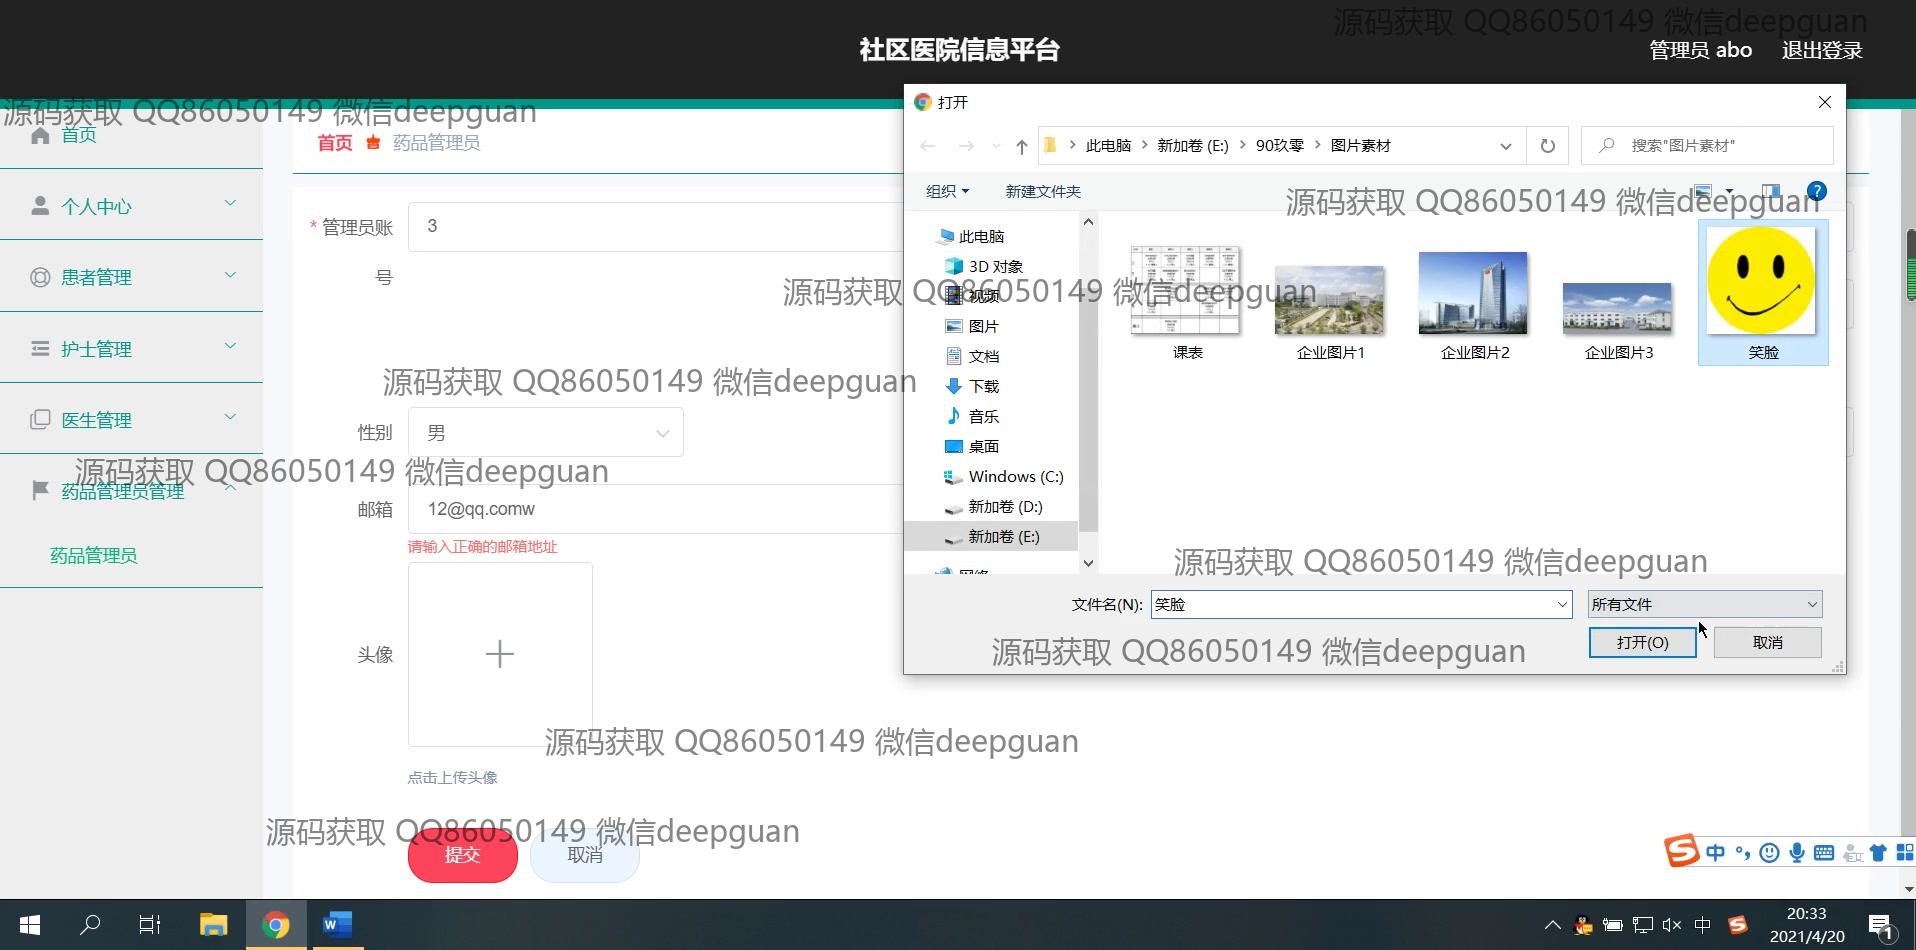 源码获取 QQ86050149 微信deepguan
社区医院信息平台
管理员 abo
退出登录
源码获取 QQ86050149 微信deepguan
首页
个人中心
患者管理
护士管理
医生管理
药品管理员管理
药品管理员
首页 药品管理员
* 管理员账号
3
源码获取 QQ86050149 微信deepguan
性别
男
源码获取 QQ86050149 微信deepguan
邮箱
12@qq.comw
请输入正确的邮箱地址
头像
点击上传头像
源码获取 QQ86050149 微信deepguan
源码获取 QQ86050149 微信deepguan
提交
取消
打开
此电脑 新加卷 (E:) 90玖零 图片素材
搜索"图片素材"
组织
新建文件夹
源码获取 QQ86050149 微信deepguan
此电脑
3D 对象
视频
图片
文档
下载
音乐
桌面
Windows (C:)
新加卷 (D:)
新加卷 (E:)
网络
源码获取 QQ86050149 微信deepguan
课表
企业图片1
企业图片2
企业图片3
笑脸
源码获取 QQ86050149 微信deepguan
文件名(N):
笑脸
所有文件
打开(O)
取消
源码获取 QQ86050149 微信deepguan
中
中
20:33
2021/4/20
1